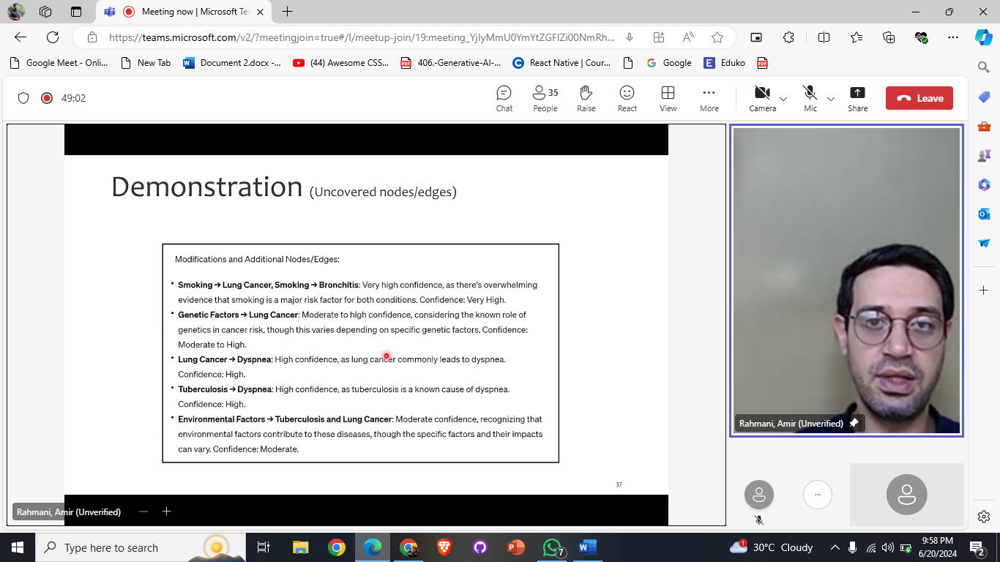 Meeting now | Microsoft Tea
https://teams.microsoft.com/v2/?meetingjoin=true#/l/meetup-join/19:meeting_YjIyMmU0YmYtZGFlZi00NmRh...
Google Meet - Onli...
New Tab
Document 2.docx -...
(44) Awesome CSS...
406.-Generative-AI-...
React Native | Cour...
Google
Eduko
49:02
Chat
35
People
Raise
React
View
More
Camera
Mic
Share
Leave
Demonstration (Uncovered nodes/edges)
Modifications and Additional Nodes/Edges:
• Smoking → Lung Cancer, Smoking → Bronchitis: Very high confidence, as there's overwhelming
evidence that smoking is a major risk factor for both conditions. Confidence: Very High.
• Genetic Factors → Lung Cancer: Moderate to high confidence, considering the known role of
genetics in cancer risk, though this varies depending on specific genetic factors. Confidence:
Moderate to High.
• Lung Cancer → Dyspnea: High confidence, as lung cancer commonly leads to dyspnea.
Confidence: High.
• Tuberculosis → Dyspnea: High confidence, as tuberculosis is a known cause of dyspnea.
Confidence: High.
• Environmental Factors → Tuberculosis and Lung Cancer: Moderate confidence, recognizing that
environmental factors contribute to these diseases, though the specific factors and their impacts
can vary. Confidence: Moderate.
37
Rahmani, Amir (Unverified)
Rahmani, Amir (Unverified)
Type here to search
7
1
30°C Cloudy
9:58 PM
6/20/2024
2